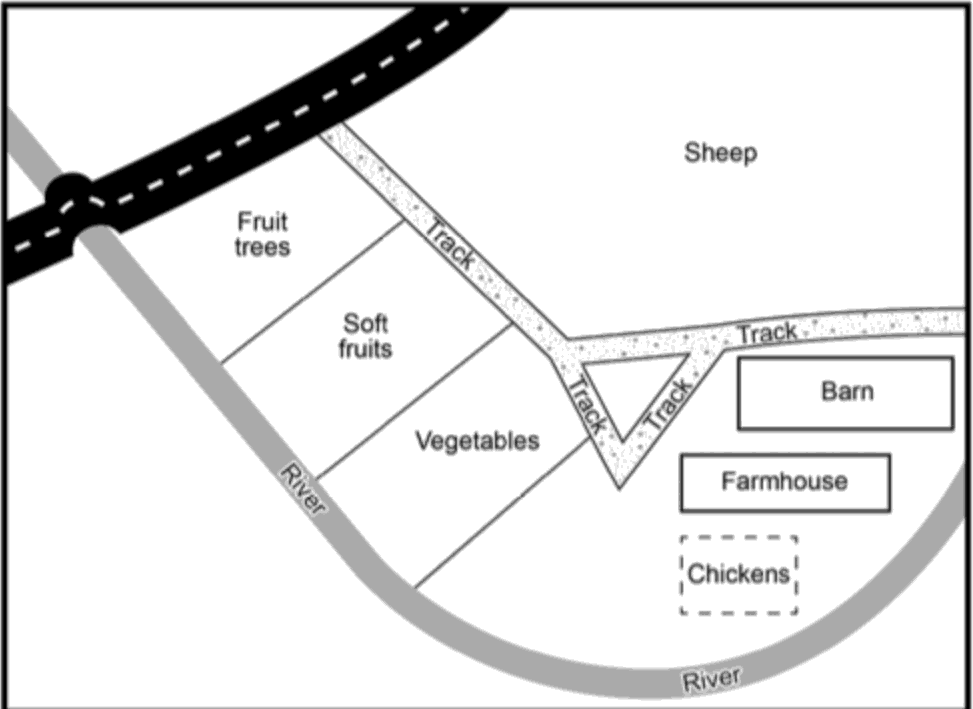 Sheep
Fruit
trees
Track
Soft
fruits
Track
Barn
Track
Track
Vegetables
River
Farmhouse
Chickens
River